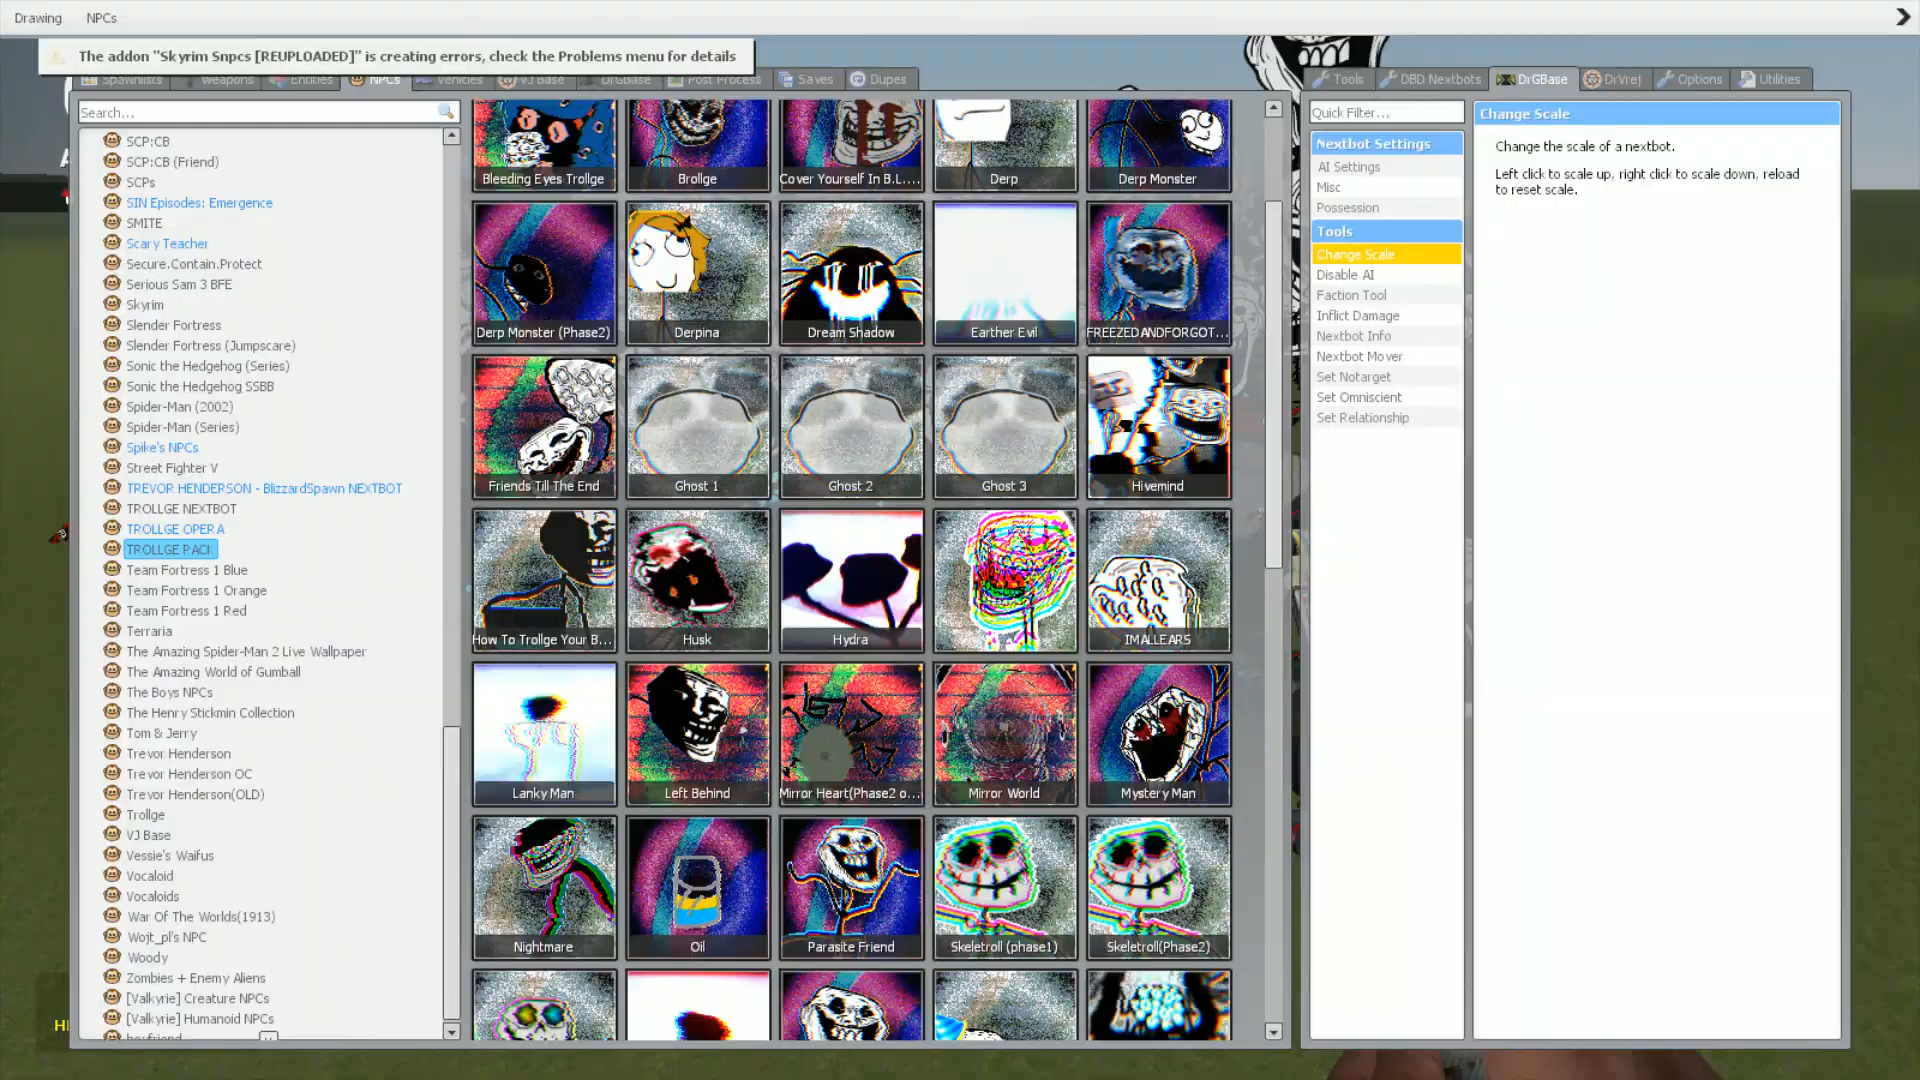 Drawing
NPCs
The addon "Skyrim Snpcs [REUPLOADED]" is creating errors, check the Problems menu for details
Spawnlists
Weapons
Entities
NPCs
Vehicles
VJ Base
DrGBase
Post Process
Saves
Dupes
Search...
SCP:CB
SCP:CB (Friend)
SCPs
SIN Episodes: Emergence
SMITE
Scary Teacher
Secure.Contain.Protect
Serious Sam 3 BFE
Skyrim
Slender Fortress
Slender Fortress (Jumpscare)
Sonic the Hedgehog (Series)
Sonic the Hedgehog SSBB
Spider-Man (2002)
Spider-Man (Series)
Spike's NPCs
Street Fighter V
TREVOR HENDERSON - BlizzardSpawn NEXTBOT
TROLLGE NEXTBOT
TROLLGE OPERA
TROLLGE PACK
Team Fortress 1 Blue
Team Fortress 1 Orange
Team Fortress 1 Red
Terraria
The Amazing Spider-Man 2 Live Wallpaper
The Amazing World of Gumball
The Boys NPCs
The Henry Stickmin Collection
Tom & Jerry
Trevor Henderson
Trevor Henderson OC
Trevor Henderson(OLD)
Trollge
VJ Base
Vessie's Waifus
Vocaloid
Vocaloids
War Of The Worlds(1913)
Wojt_pl's NPC
Woody
Zombies + Enemy Aliens
[Valkyrie] Creature NPCs
[Valkyrie] Humanoid NPCs
boyfriend
Bleeding Eyes Trollge
Brollge
Cover Yourself In B.L....
Derp
Derp Monster
Derp Monster (Phase2)
Derpina
Dream Shadow
Earther Evil
FREEZEDANDFORGOT...
Friends Till The End
Ghost 1
Ghost 2
Ghost 3
Hivemind
How To Trollge Your B...
Husk
Hydra
IMALLEARS
Lanky Man
Left Behind
Mirror Heart(Phase2 o...
Mirror World
Mystery Man
Nightmare
Oil
Parasite Friend
Skeletroll (phase1)
Skeletroll(Phase2)
Tools
DBD Nextbots
DrGBase
DrVrej
Options
Utilities
Quick Filter...
Nextbot Settings
AI Settings
Misc
Possession
Tools
Change Scale
Disable AI
Faction Tool
Inflict Damage
Nextbot Info
Nextbot Mover
Set Notarget
Set Omniscient
Set Relationship
Change Scale
Change the scale of a nextbot.
Left click to scale up, right click to scale down, reload
to reset scale.